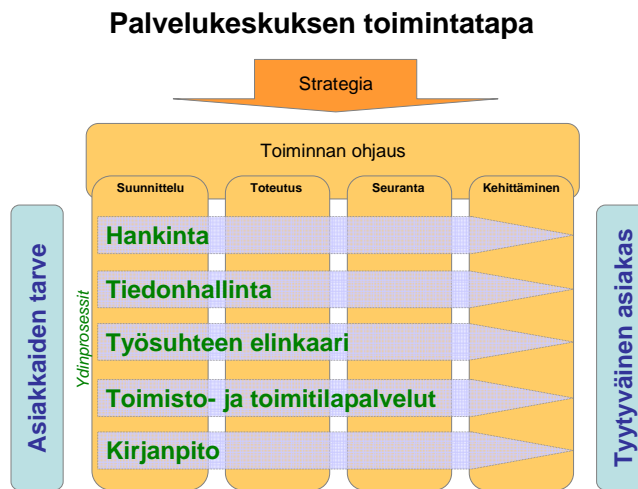 Palvelukeskuksen toimintatapa
Strategia
Toiminnan ohjaus
Suunnittelu
Toteutus
Seuranta
Kehittäminen
Asiakkaiden tarve
Ydinprosessit
Hankinta
Tiedonhallinta
Työsuhteen elinkaari
Toimisto- ja toimitilapalvelut
Kirjanpito
Tyytyväinen asiakas